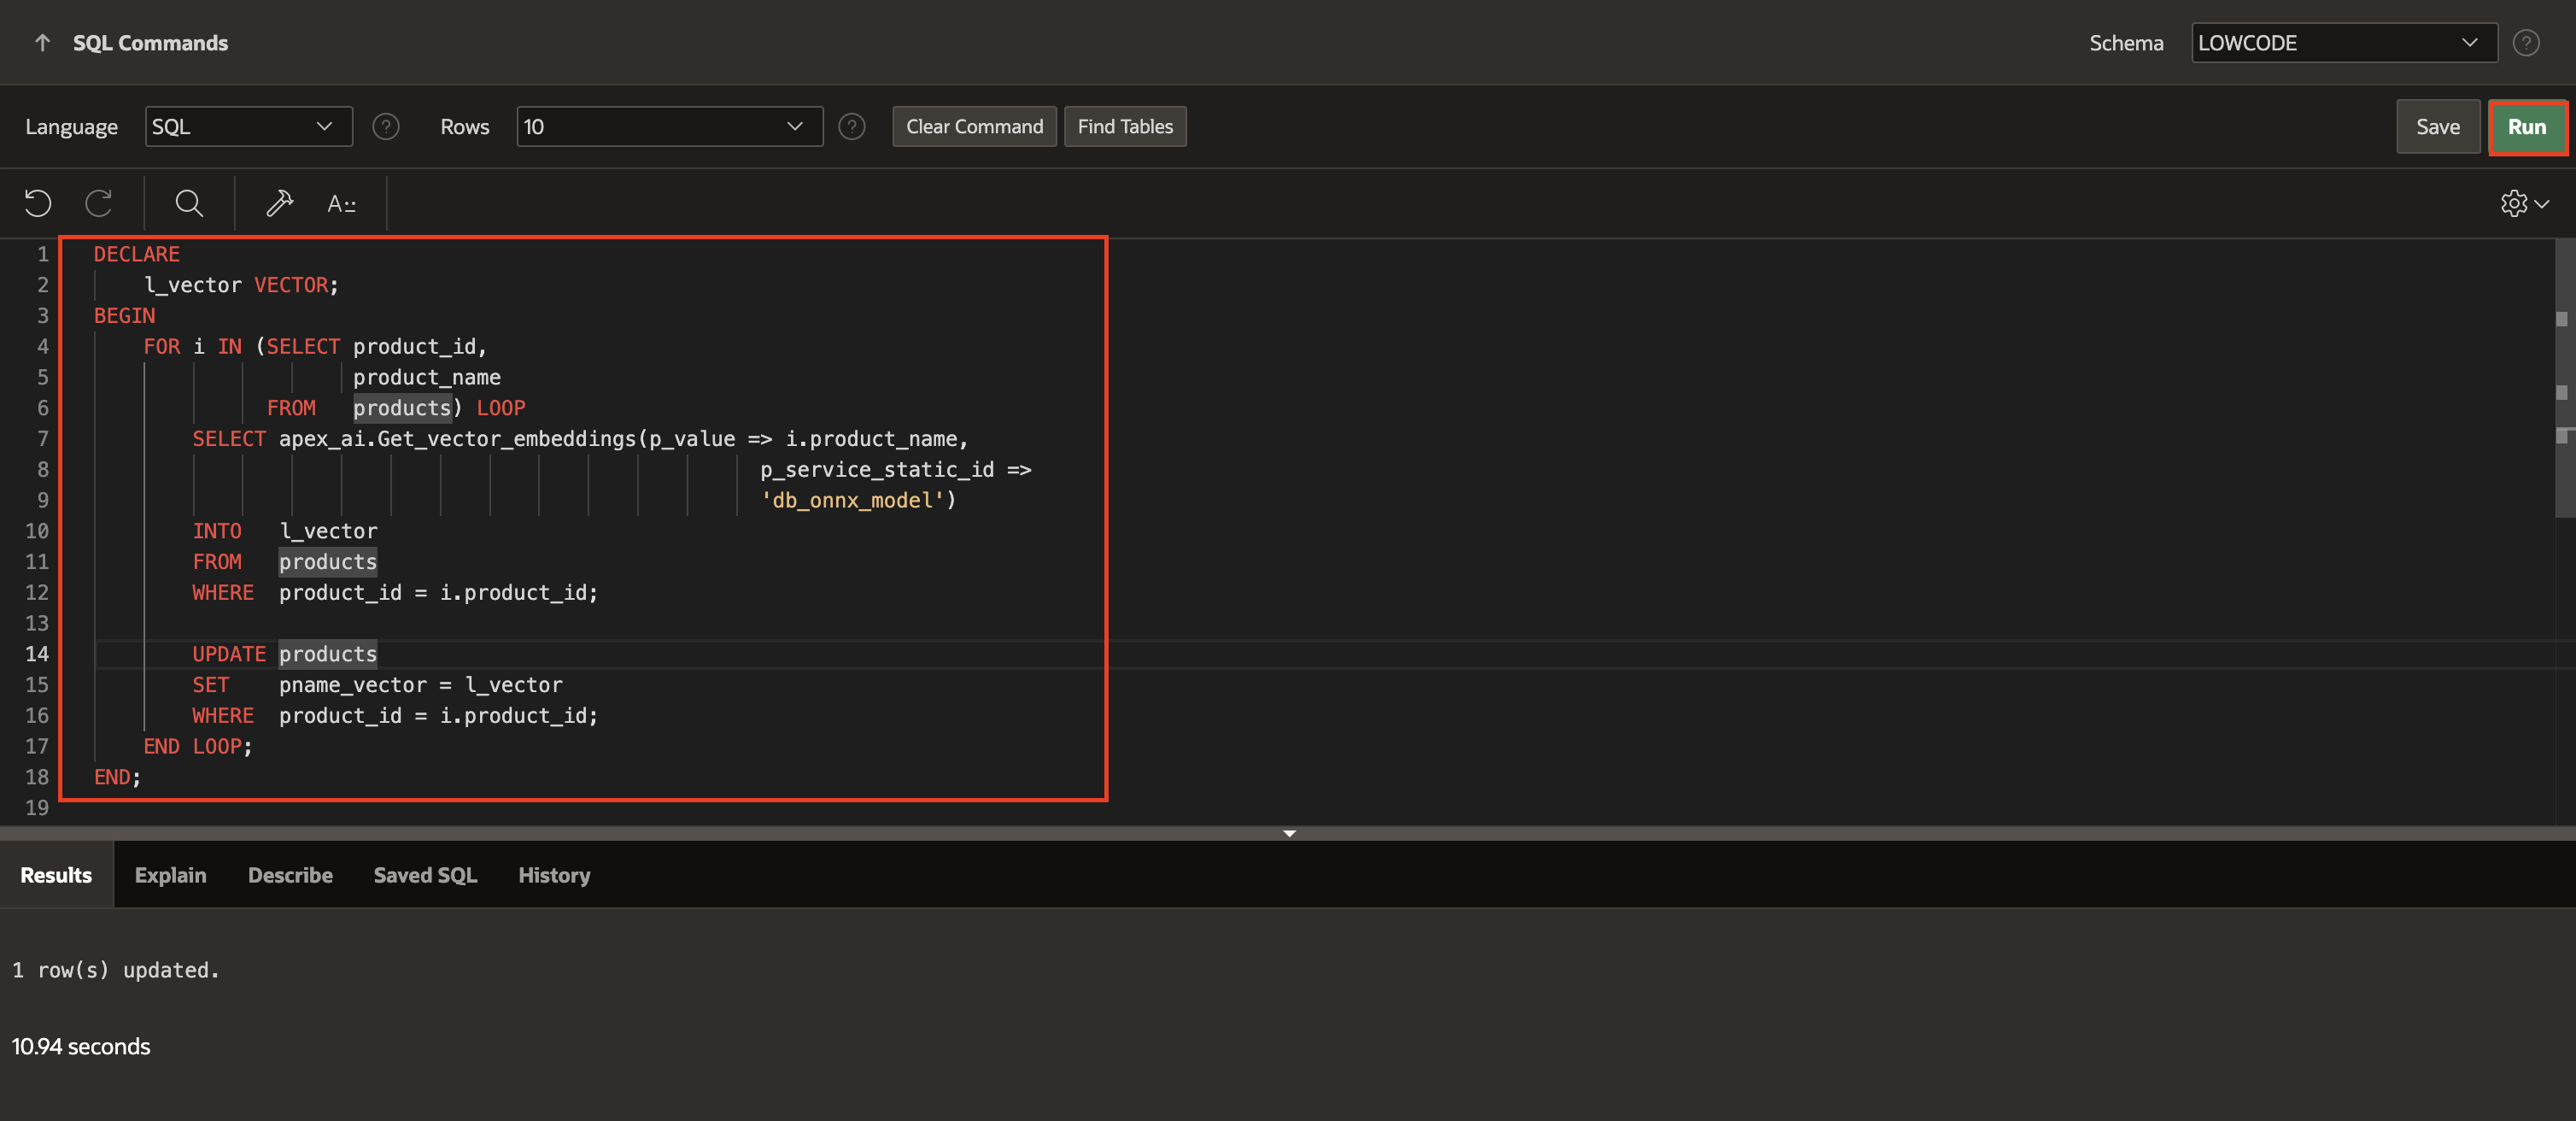 SQL Commands
Schema LOWCODE ?
Language SQL ? Rows 10 ? Clear Command Find Tables Save Run
A::
1 DECLARE
2     l_vector VECTOR;
3 BEGIN
4     FOR i IN (SELECT product_id,
5                      product_name
6               FROM   products) LOOP
7         SELECT apex_ai.Get_vector_embeddings(p_value => i.product_name,
8                                                       p_service_static_id =>
9                                                       'db_onnx_model')
10         INTO   l_vector
11         FROM   products
12         WHERE  product_id = i.product_id;
13
14         UPDATE products
15         SET    pname_vector = l_vector
16         WHERE  product_id = i.product_id;
17     END LOOP;
18 END;
19
Results Explain Describe Saved SQL History
1 row(s) updated.
10.94 seconds